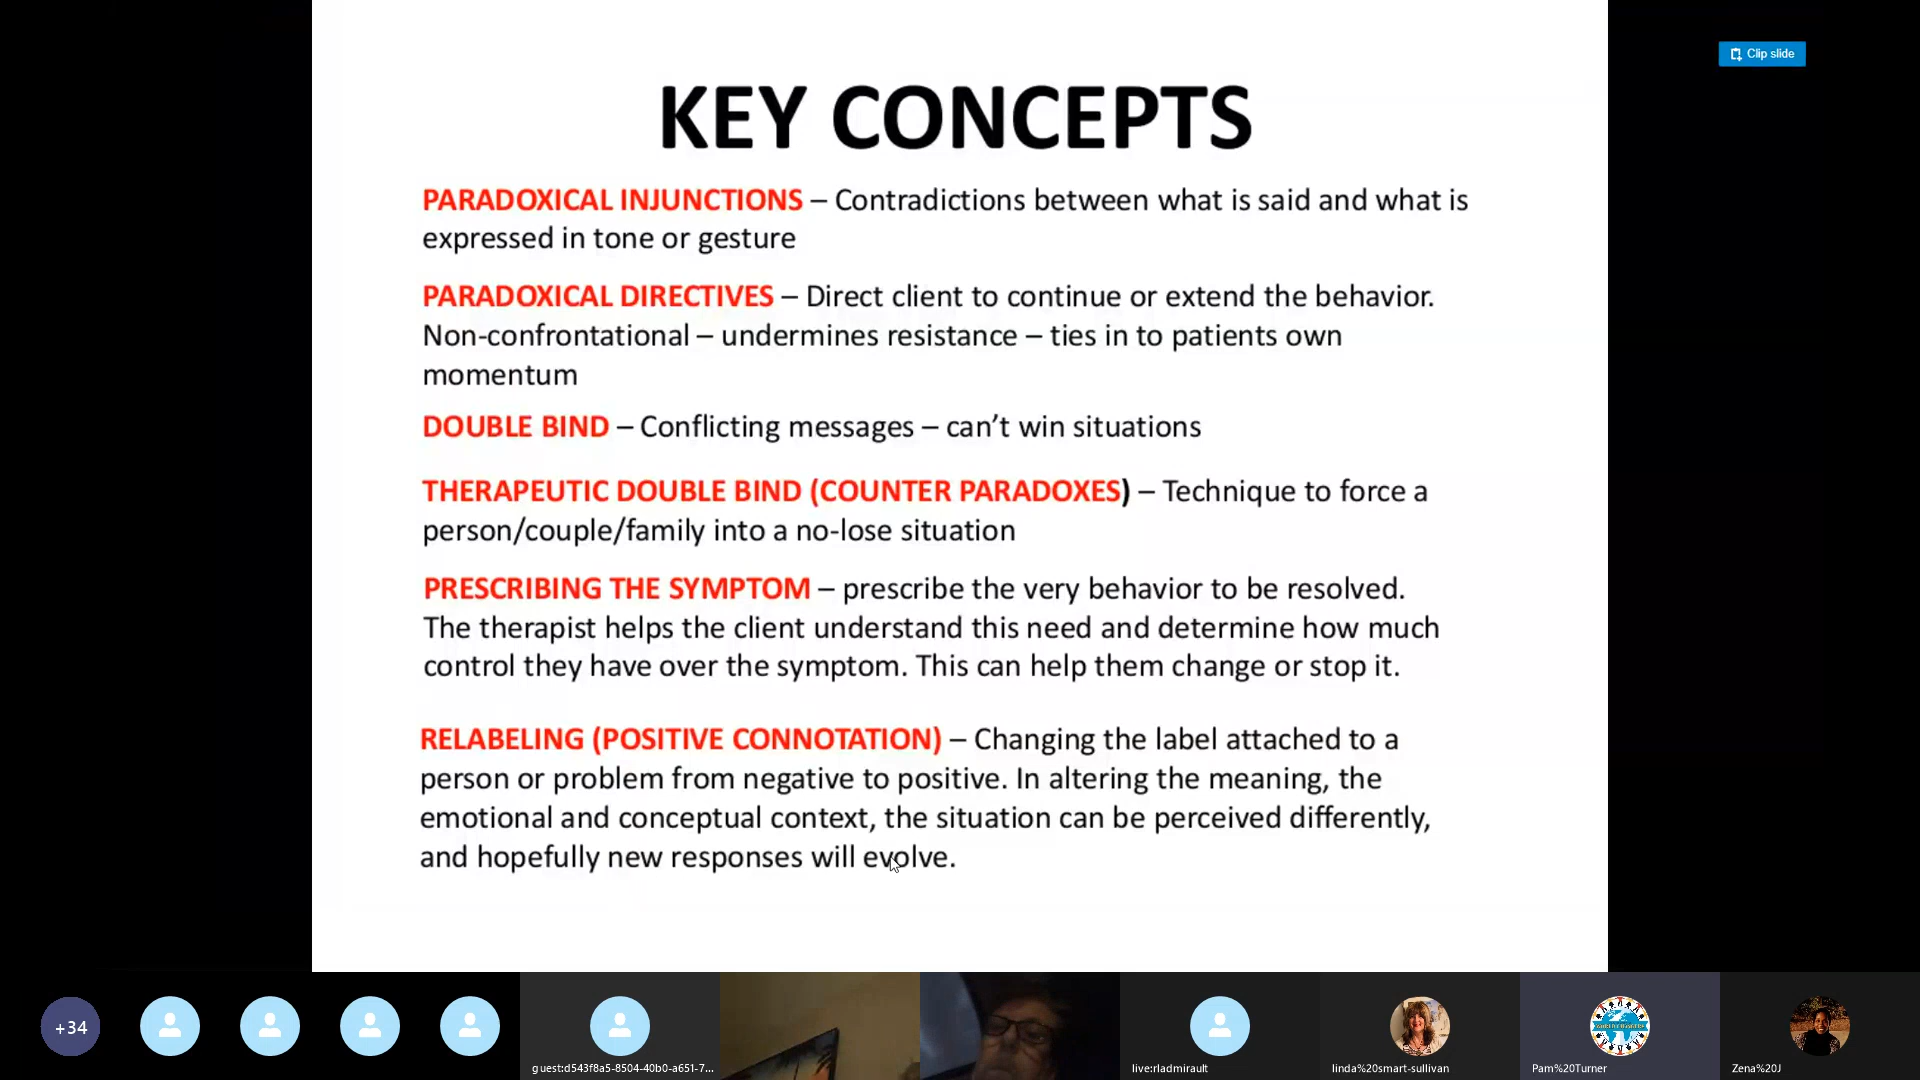 Clip slide
KEY CONCEPTS
PARADOXICAL INJUNCTIONS – Contradictions between what is said and what is
expressed in tone or gesture
PARADOXICAL DIRECTIVES – Direct client to continue or extend the behavior.
Non-confrontational – undermines resistance – ties in to patients own
momentum
DOUBLE BIND – Conflicting messages – can’t win situations
THERAPEUTIC DOUBLE BIND (COUNTER PARADOXES) – Technique to force a
person/couple/family into a no-lose situation
PRESCRIBING THE SYMPTOM – prescribe the very behavior to be resolved.
The therapist helps the client understand this need and determine how much
control they have over the symptom. This can help them change or stop it.
RELABELING (POSITIVE CONNOTATION) – Changing the label attached to a
person or problem from negative to positive. In altering the meaning, the
emotional and conceptual context, the situation can be perceived differently,
and hopefully new responses will evolve.
+34
guest:d543f8a5-8504-40b0-a651-7...
live:rladmirault
linda%20smart-sullivan
Pam%20Turner
Zena%20J